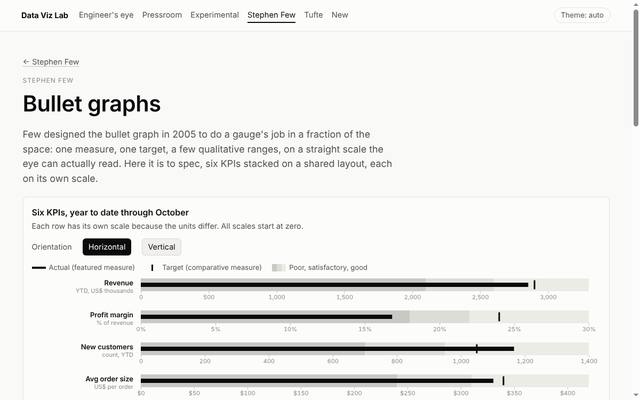 Data Viz Lab Engineer's eye Pressroom Experimental Stephen Few Tufte New Theme: auto
← Stephen Few
STEPHEN FEW
Bullet graphs
Few designed the bullet graph in 2005 to do a gauge's job in a fraction of the
space: one measure, one target, a few qualitative ranges, on a straight scale the
eye can actually read. Here it is to spec, six KPIs stacked on a shared layout, each
on its own scale.
Six KPIs, year to date through October
Each row has its own scale because the units differ. All scales start at zero.
Orientation Horizontal Vertical
Actual (featured measure) Target (comparative measure) Poor, satisfactory, good
Revenue
YTD, US$ thousands
0 500 1,000 1,500 2,000 2,500 3,000
Profit margin
% of revenue
0% 5% 10% 15% 20% 25% 30%
New customers
count, YTD
0 200 400 600 800 1,000 1,200 1,400
Avg order size
US$ per order
$0 $50 $100 $150 $200 $250 $300 $350 $400